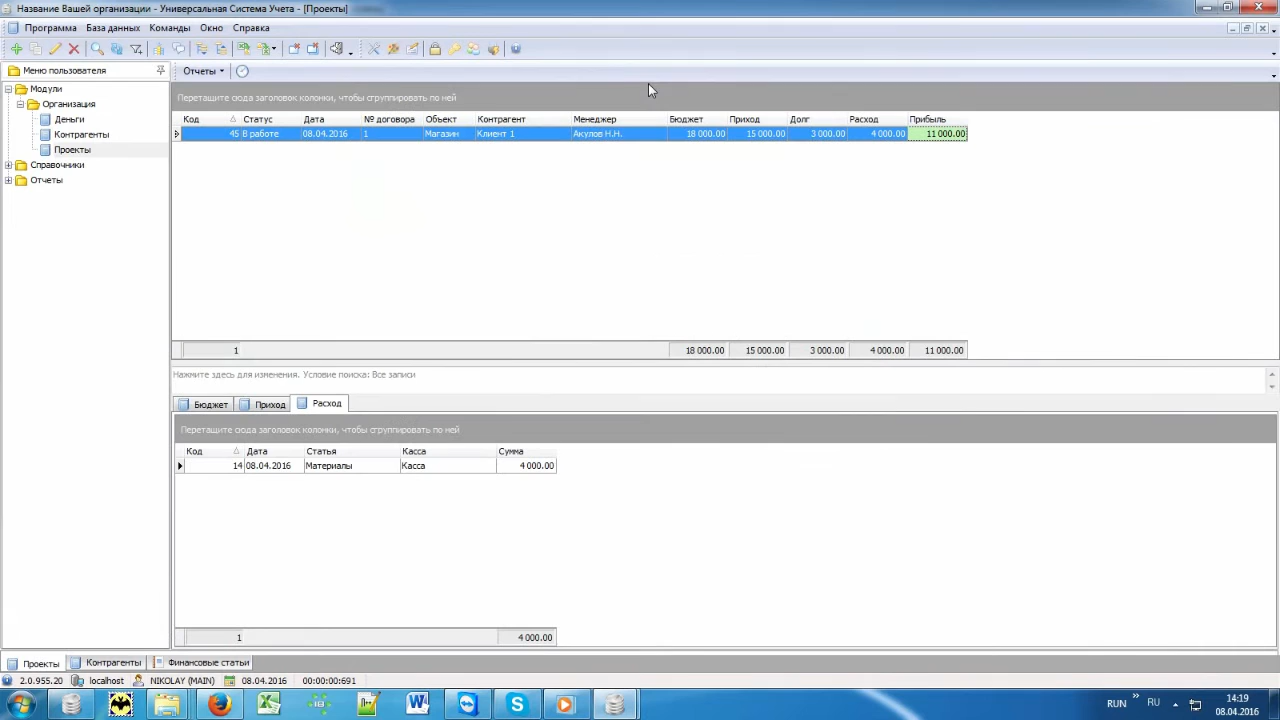 Название Вашей организации - Универсальная Система Учета - [Проекты]
Программа База данных Команды Окно Справка
Меню пользователя
Отчеты
Модули
Организация
Деньги
Контрагенты
Проекты
Справочники
Отчеты
Перетащите сюда заголовок колонки, чтобы сгруппировать по ней
Код Статус Дата № договора Объект Контрагент Менеджер Бюджет Приход Долг Расход Прибыль
45 В работе 08.04.2016 1 Магазин Клиент 1 Акулов Н.Н. 18 000.00 15 000.00 3 000.00 4 000.00 11 000.00
1 18 000.00 15 000.00 3 000.00 4 000.00 11 000.00
Нажмите здесь для изменения. Условие поиска: Все записи
Бюджет Приход Расход
Перетащите сюда заголовок колонки, чтобы сгруппировать по ней
Код Дата Статья Касса Сумма
14 08.04.2016 Материалы Касса 4 000.00
1 4 000.00
Проекты Контрагенты Финансовые статьи
2.0.955.20 localhost NIKOLAY (MAIN) 08.04.2016 00:00:00:691
RUN RU 14:19
08.04.2016